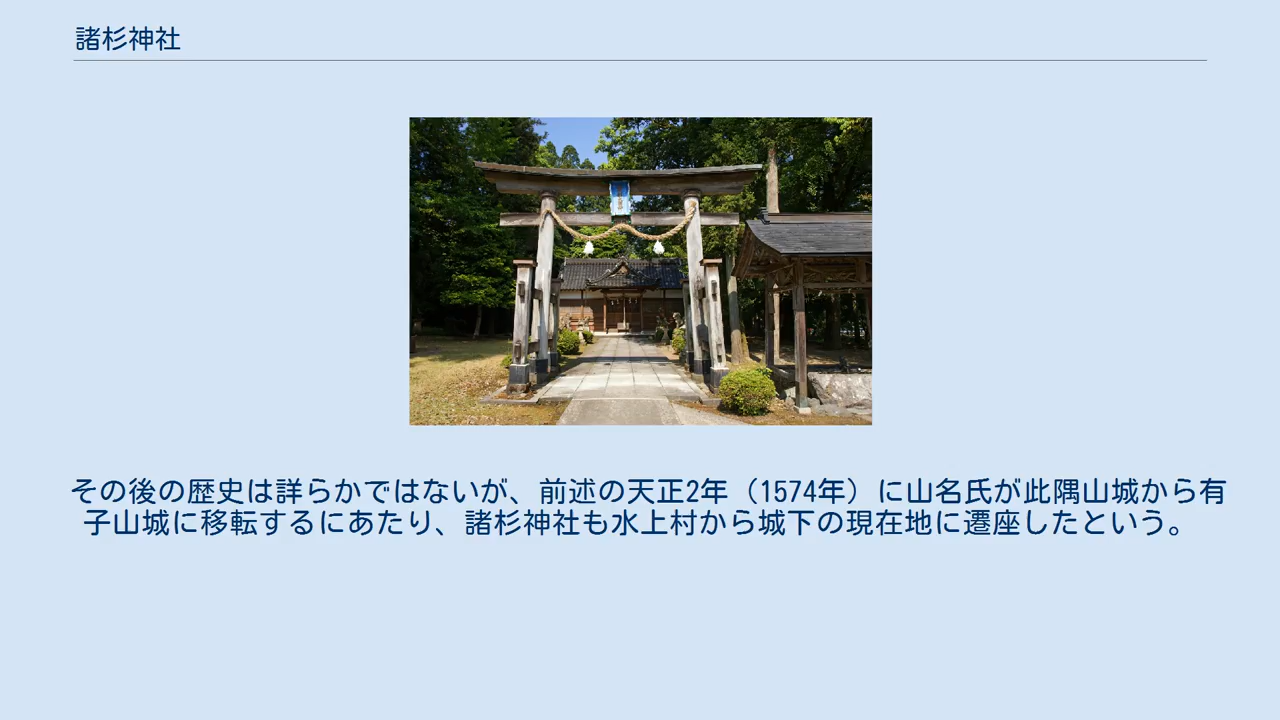 諸杉神社
その後の歴史は詳らかではないが、前述の天正2年（1574年）に山名氏が此隅山城から有
子山城に移転するにあたり、諸杉神社も水上村から城下の現在地に遷座したという。